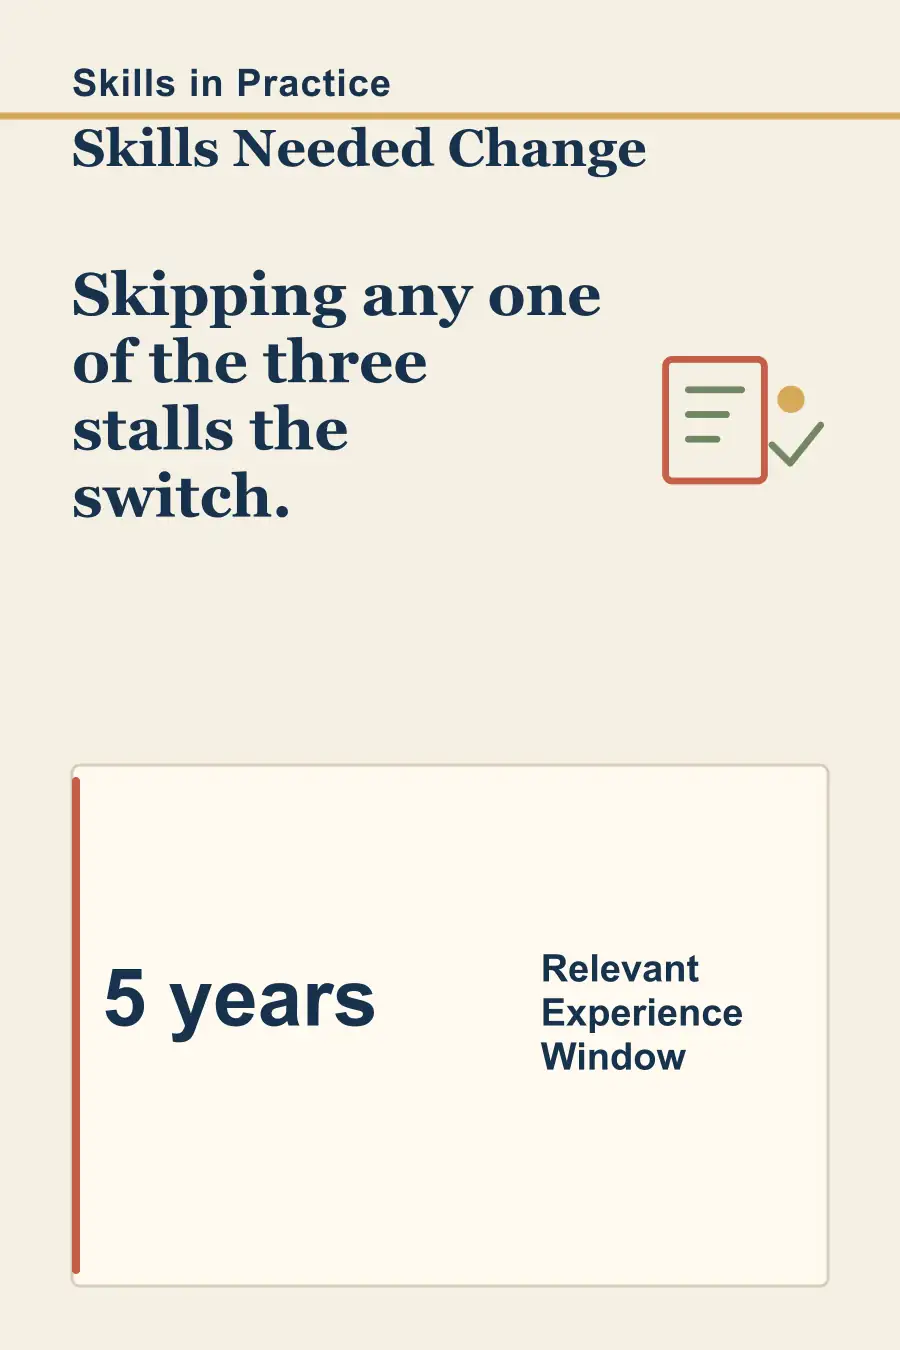 Skills in Practice
Skills Needed Change
Skipping any one
of the three
stalls the
switch.
5 years
Relevant
Experience
Window